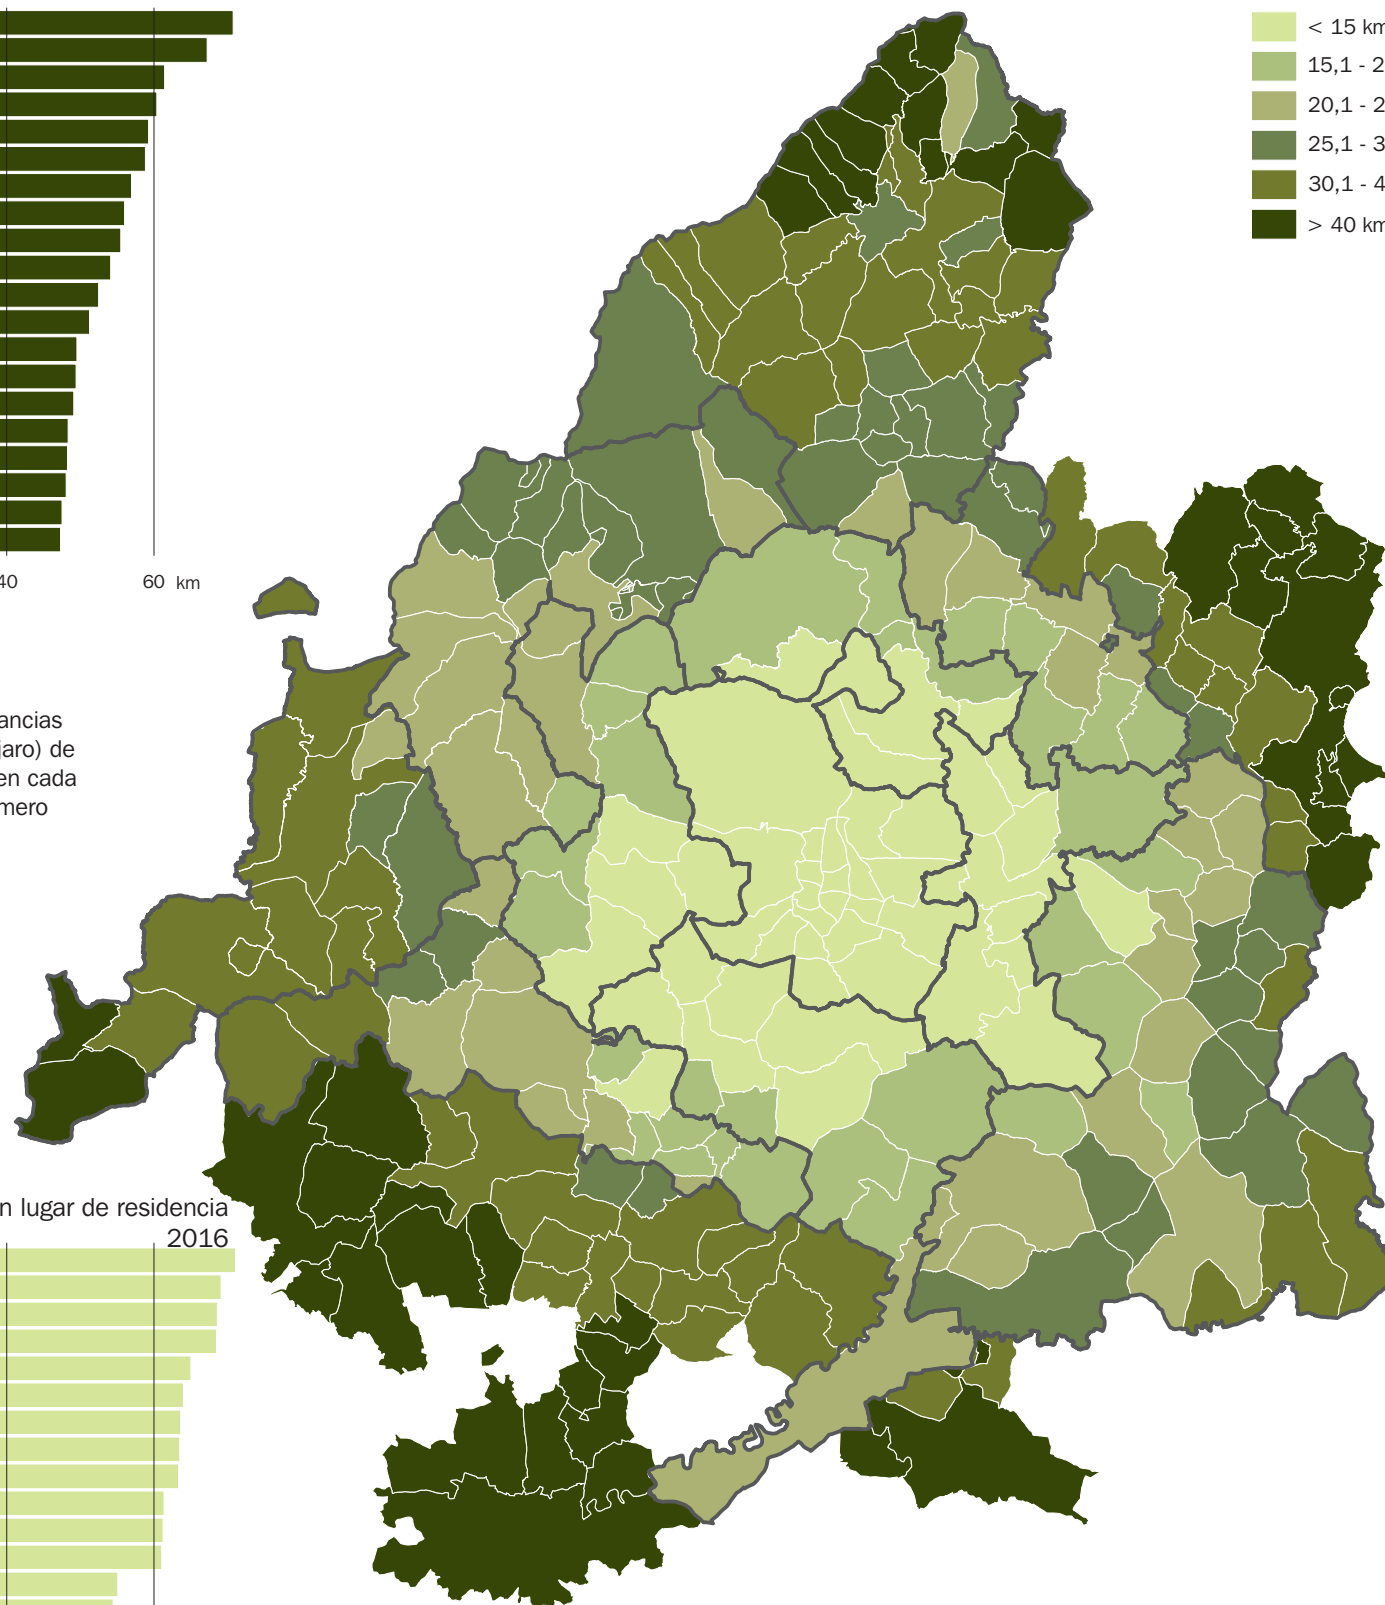 < 15 km
15,1 - 2
20,1 - 2
25,1 - 3
30,1 - 4
> 40 km
40
60 km
ancias
jaro) de
en cada
mero
n lugar de residencia
2016